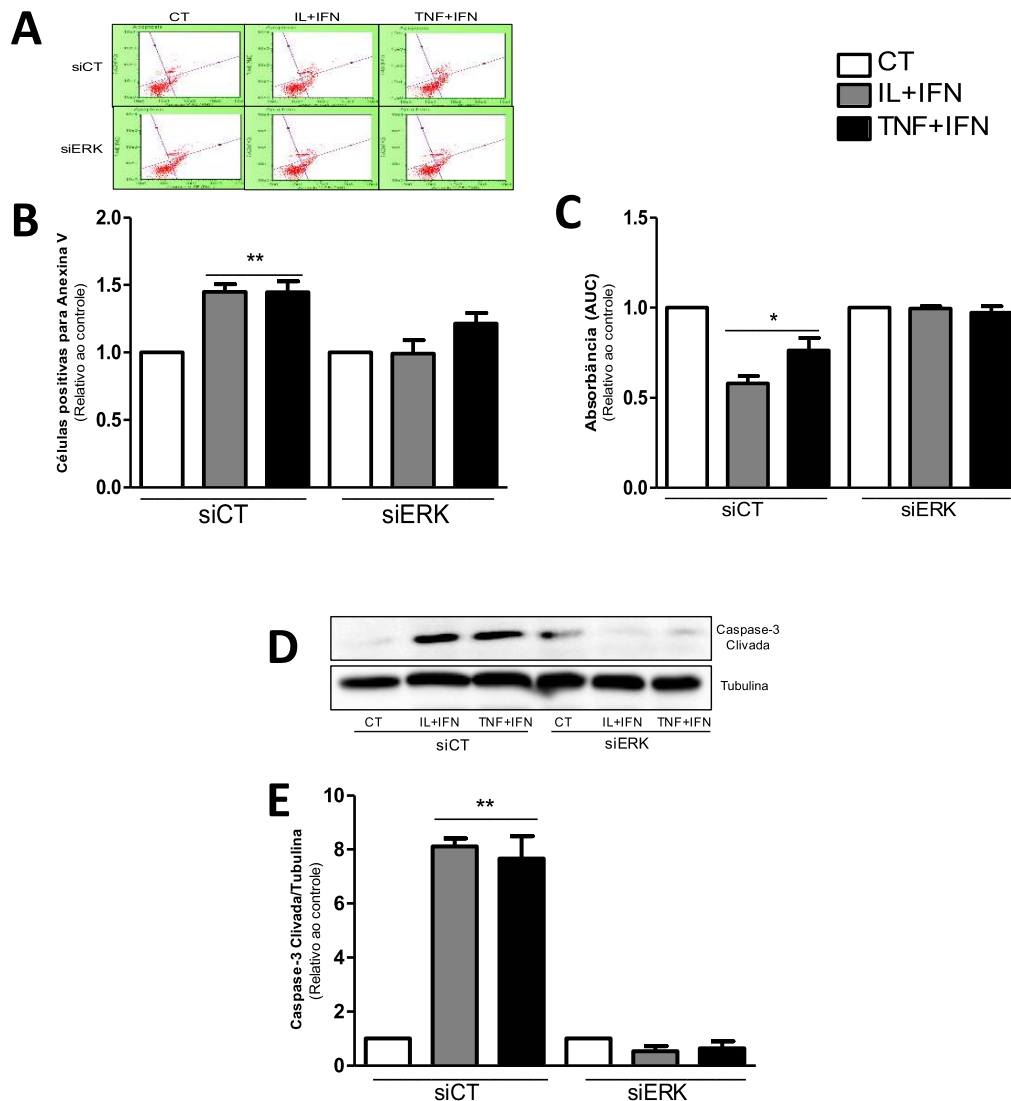 A
CT IL+IFN TNF+IFN
siCT
siERK
CT
IL+IFN
TNF+IFN
B
Células positivas para Anexina V
(Relativo ao controle)
2.0
1.5
1.0
0.5
0.0
**
siCT siERK
C
Absorbância (AUC)
(Relativo ao controle)
1.5
1.0
0.5
0.0
*
siCT siERK
D
Caspase-3
Clivada
Tubulina
CT IL+IFN TNF+IFN CT IL+IFN TNF+IFN
siCT siERK
E
Caspase-3 Clivada/Tubulina
(Relativo ao controle)
10
8
6
4
2
0
**
siCT siERK